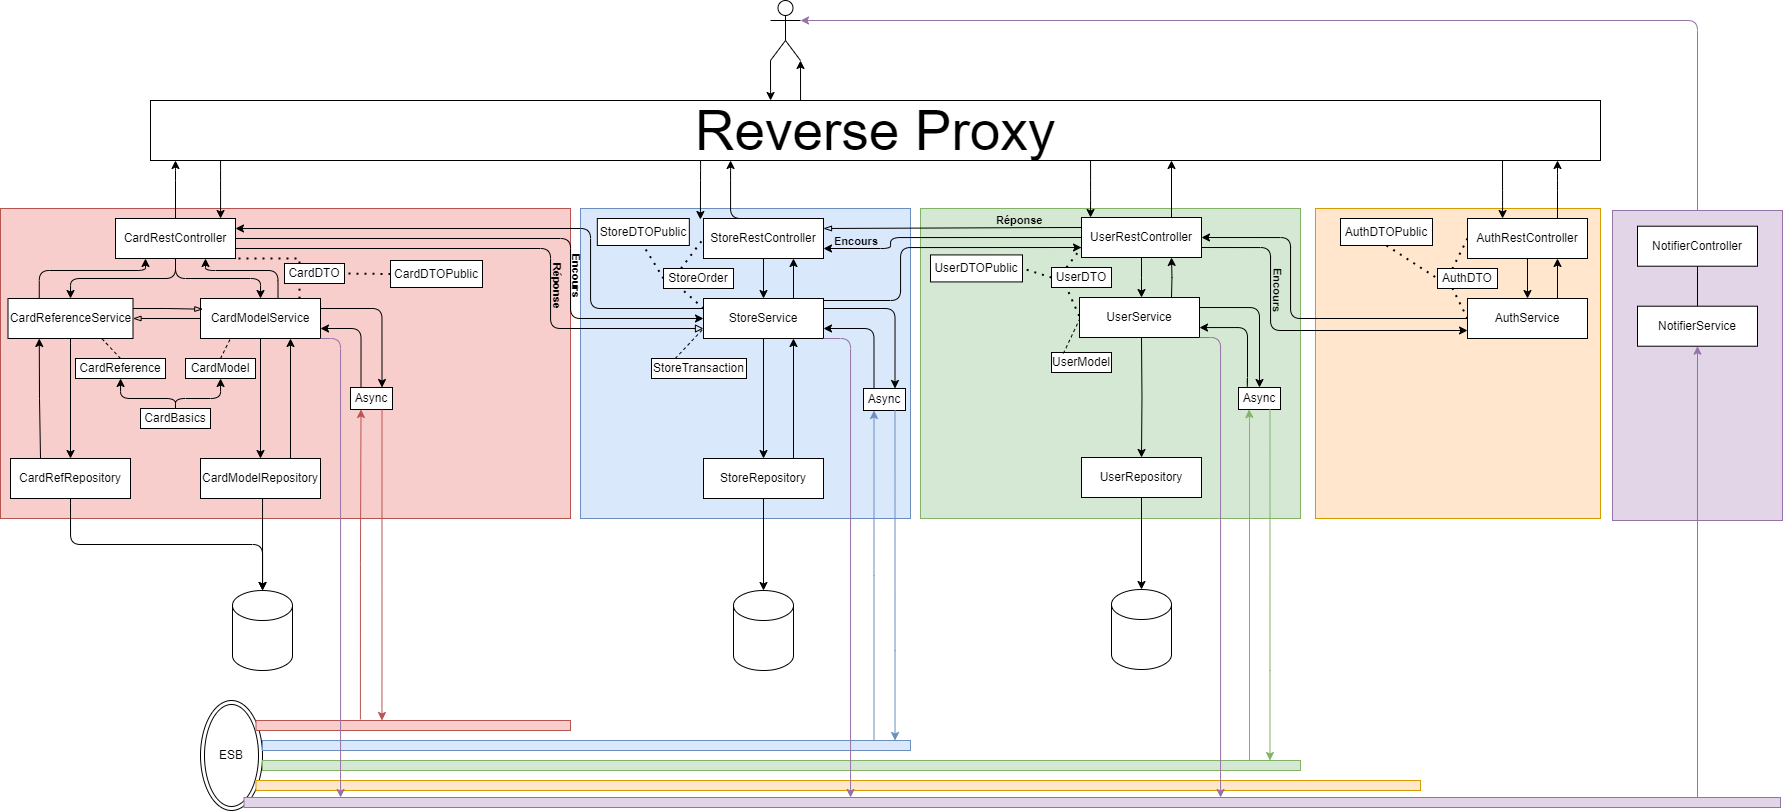 Reverse Proxy
CardRestController
CardDTO
CardDTOPublic
CardReferenceService
CardModelService
CardReference
CardModel
CardBasics
Async
CardRefRepository
CardModelRepository
Encours
Réponse
StoreDTOPublic
StoreRestController
StoreOrder
StoreService
StoreTransaction
Async
StoreRepository
Réponse
Encours
UserRestController
UserDTOPublic
UserDTO
UserService
UserModel
Async
UserRepository
Encours
AuthDTOPublic
AuthRestController
AuthDTO
AuthService
NotifierController
NotifierService
ESB